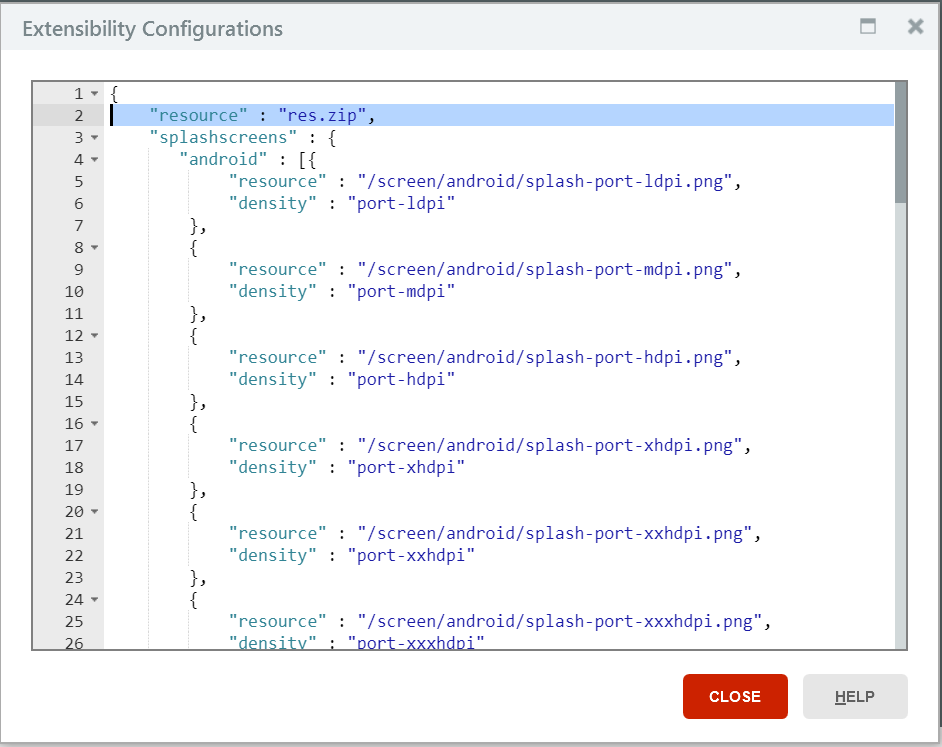 Extensibility Configurations
1 {
2 "resource" : "res.zip",
3 "splashscreens" : {
4 "android" : [{
5 "resource" : "/screen/android/splash-port-ldpi.png",
6 "density" : "port-ldpi"
7 },
8 {
9 "resource" : "/screen/android/splash-port-mdpi.png",
10 "density" : "port-mdpi"
11 },
12 {
13 "resource" : "/screen/android/splash-port-hdpi.png",
14 "density" : "port-hdpi"
15 },
16 {
17 "resource" : "/screen/android/splash-port-xhdpi.png",
18 "density" : "port-xhdpi"
19 },
20 {
21 "resource" : "/screen/android/splash-port-xxhdpi.png",
22 "density" : "port-xxhdpi"
23 },
24 {
25 "resource" : "/screen/android/splash-port-xxxhdpi.png",
26 "density" : "port-xxxhdpi"
CLOSE HELP